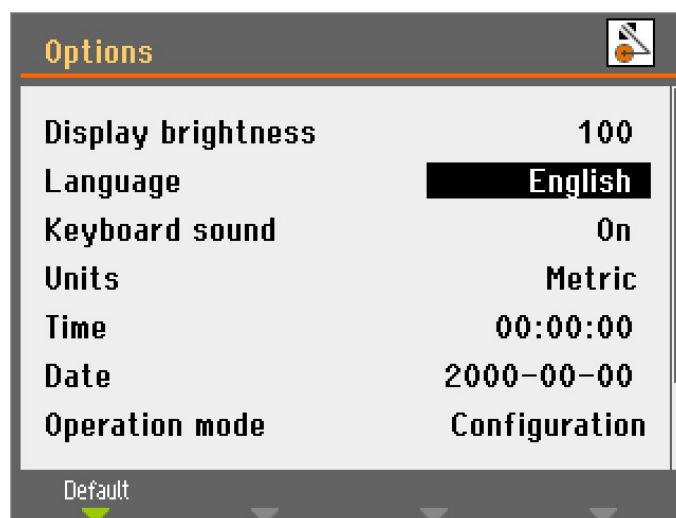 Options
Display brightness 100
Language English
Keyboard sound On
Units Metric
Time 00:00:00
Date 2000-00-00
Operation mode Configuration
Default